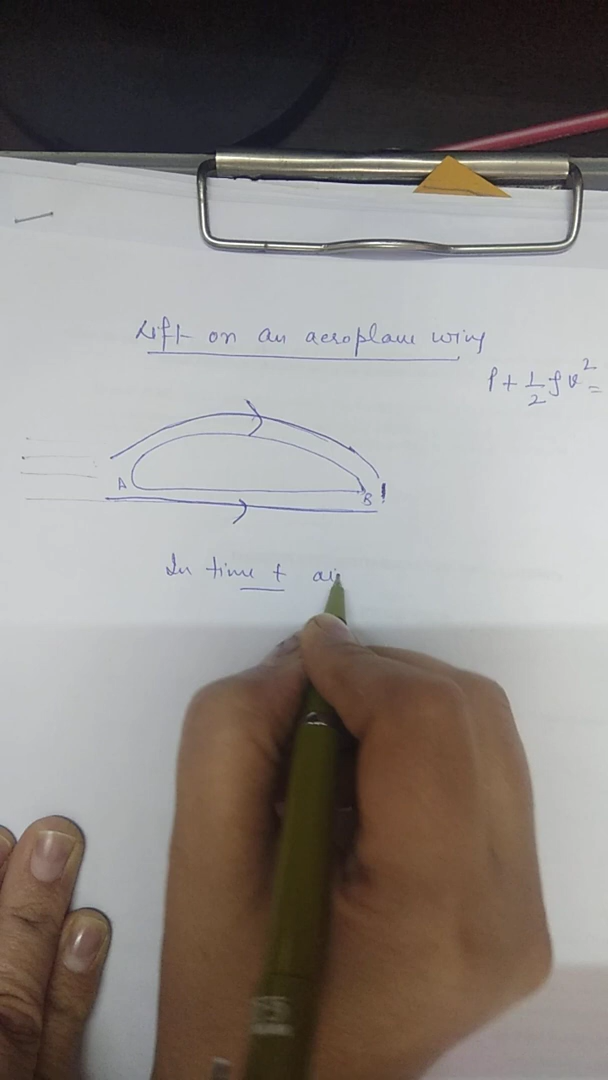 Lift on an aeroplane wing
P + 1/2 ρv² =
A
B
In time t ai